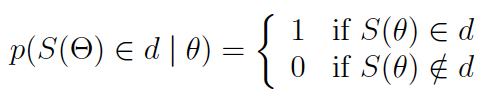 p(S(Θ) ∈ d | θ) = { 1 if S(θ) ∈ d
0 if S(θ) ∉ d